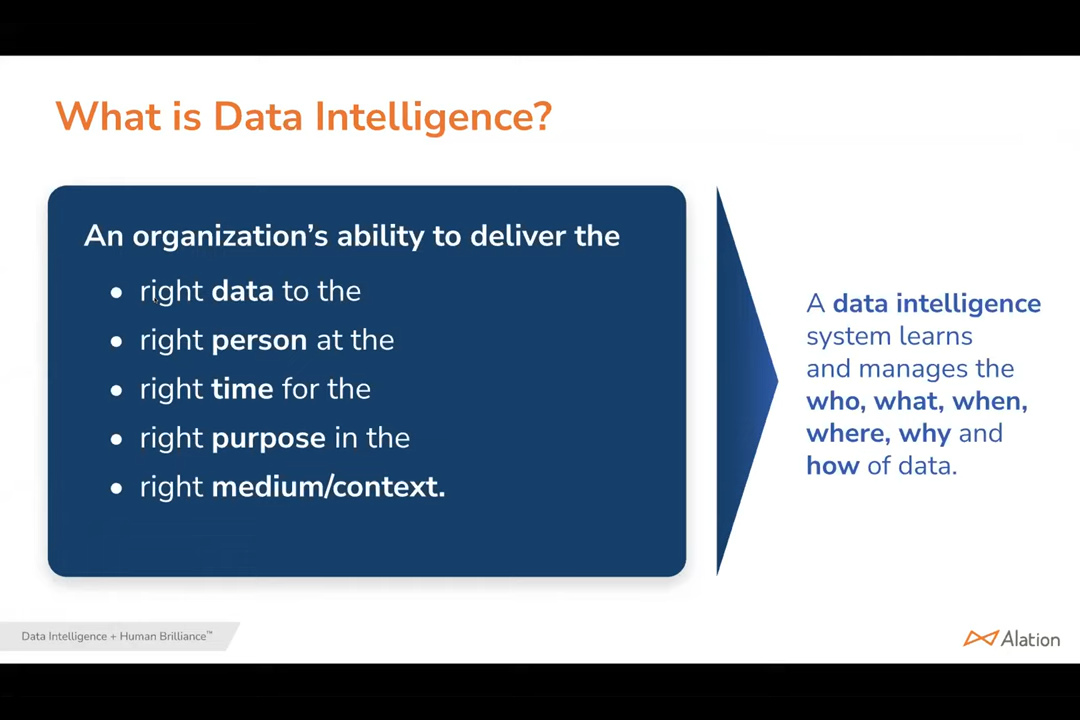 What is Data Intelligence?
An organization’s ability to deliver the
• right data to the
• right person at the
• right time for the
• right purpose in the
• right medium/context.
A data intelligence
system learns
and manages the
who, what, when,
where, why and
how of data.
Data Intelligence + Human Brilliance™
Alation